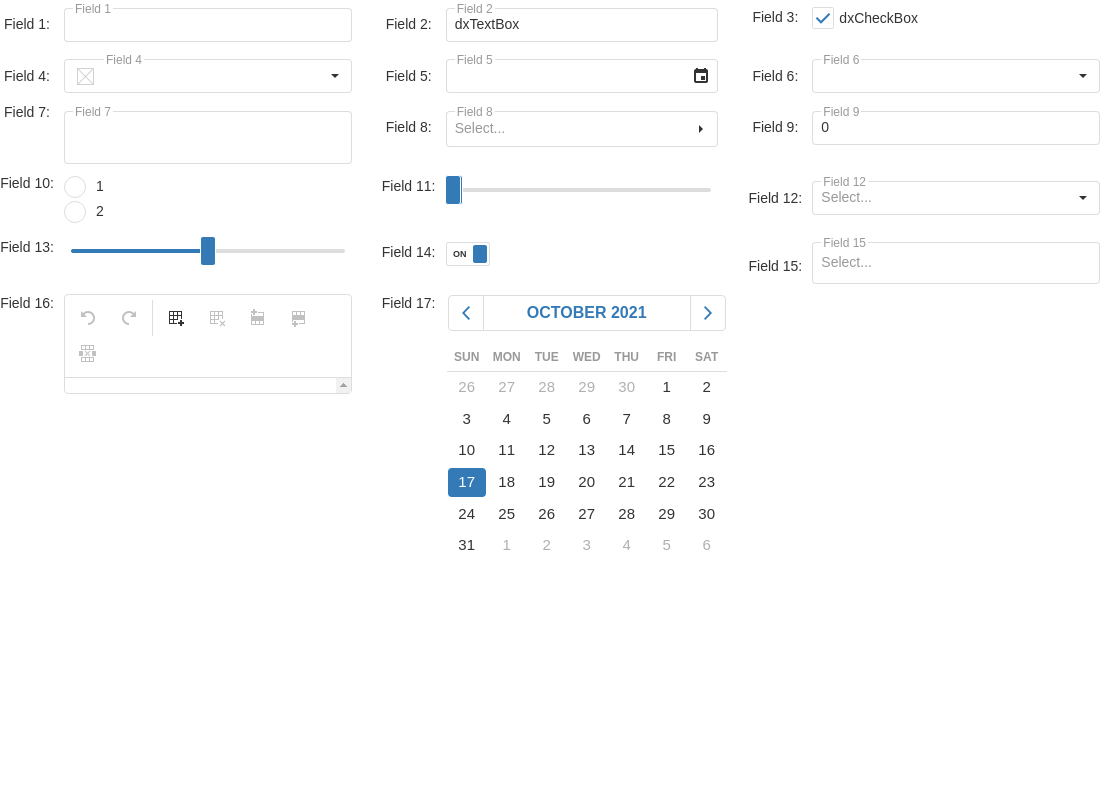 Field 1:
Field 1
Field 2:
Field 2
dxTextBox
Field 3:
dxCheckBox
Field 4:
Field 4
Field 5:
Field 5
Field 6:
Field 6
Field 7:
Field 7
Field 8:
Field 8
Select...
Field 9:
Field 9
0
Field 10:
1
2
Field 11:
Field 12:
Field 12
Select...
Field 13:
Field 14:
ON
Field 15:
Field 15
Select...
Field 16:
Field 17:
OCTOBER 2021
SUN MON TUE WED THU FRI SAT
26 27 28 29 30 1 2
3 4 5 6 7 8 9
10 11 12 13 14 15 16
17 18 19 20 21 22 23
24 25 26 27 28 29 30
31 1 2 3 4 5 6